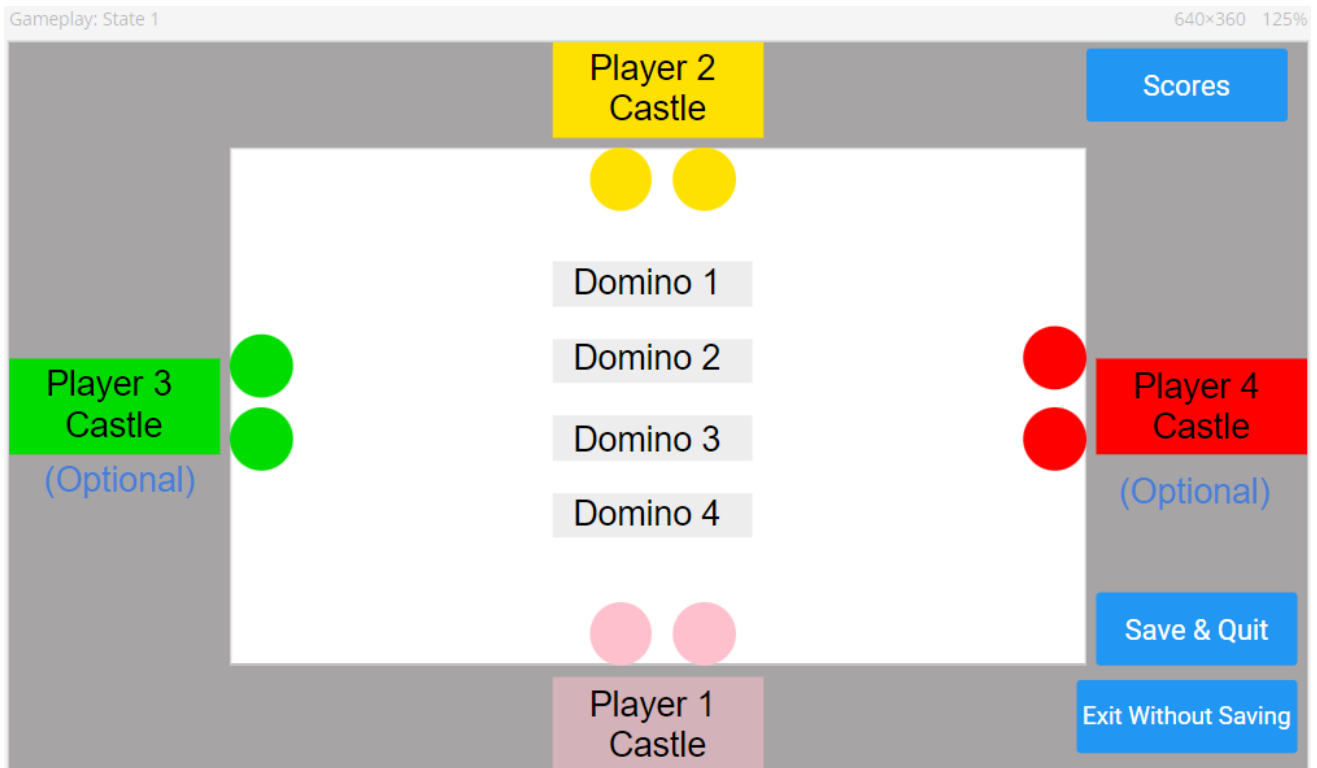 Gameplay: State 1
640×360 125%
Player 2
Castle
Scores
Domino 1
Domino 2
Domino 3
Domino 4
Player 3
Castle
(Optional)
Player 4
Castle
(Optional)
Save & Quit
Player 1
Castle
Exit Without Saving